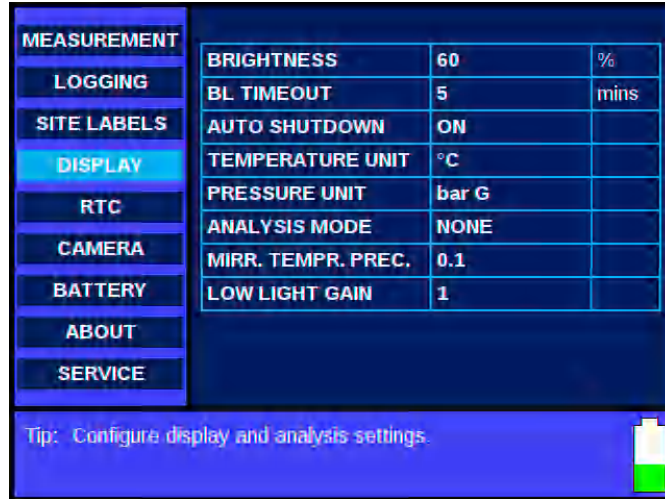 MEASUREMENT
LOGGING
SITE LABELS
DISPLAY
RTC
CAMERA
BATTERY
ABOUT
SERVICE
BRIGHTNESS 60 %
BL TIMEOUT 5 mins
AUTO SHUTDOWN ON
TEMPERATURE UNIT °C
PRESSURE UNIT bar G
ANALYSIS MODE NONE
MIRR. TEMPR. PREC. 0.1
LOW LIGHT GAIN 1
Tip: Configure display and analysis settings.